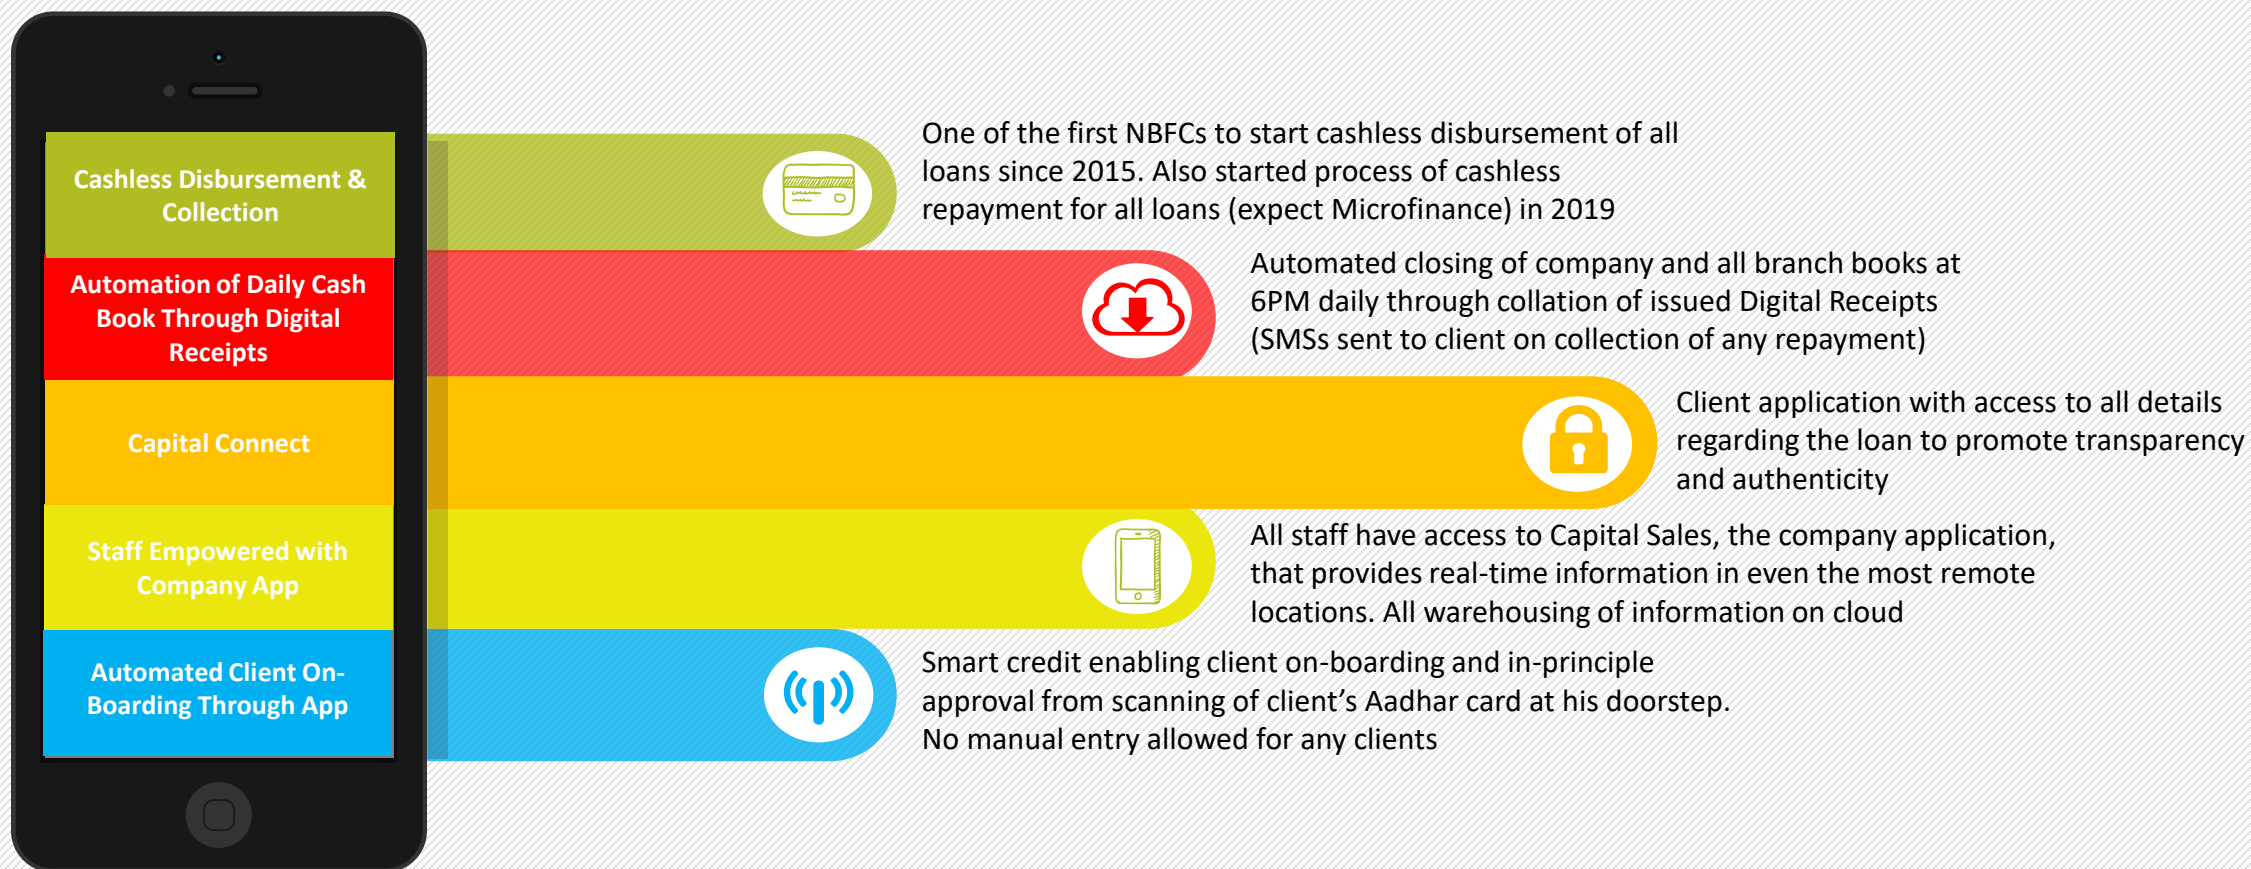 Cashless Disbursement &
Collection
One of the first NBFCs to start cashless disbursement of all
loans since 2015. Also started process of cashless
repayment for all loans (expect Microfinance) in 2019
Automation of Daily Cash
Book Through Digital
Receipts
Automated closing of company and all branch books at
6PM daily through collation of issued Digital Receipts
(SMSs sent to client on collection of any repayment)
Capital Connect
Client application with access to all details
regarding the loan to promote transparency
and authenticity
Staff Empowered with
Company App
All staff have access to Capital Sales, the company application,
that provides real-time information in even the most remote
locations. All warehousing of information on cloud
Automated Client On-
Boarding Through App
Smart credit enabling client on-boarding and in-principle
approval from scanning of client’s Aadhar card at his doorstep.
No manual entry allowed for any clients